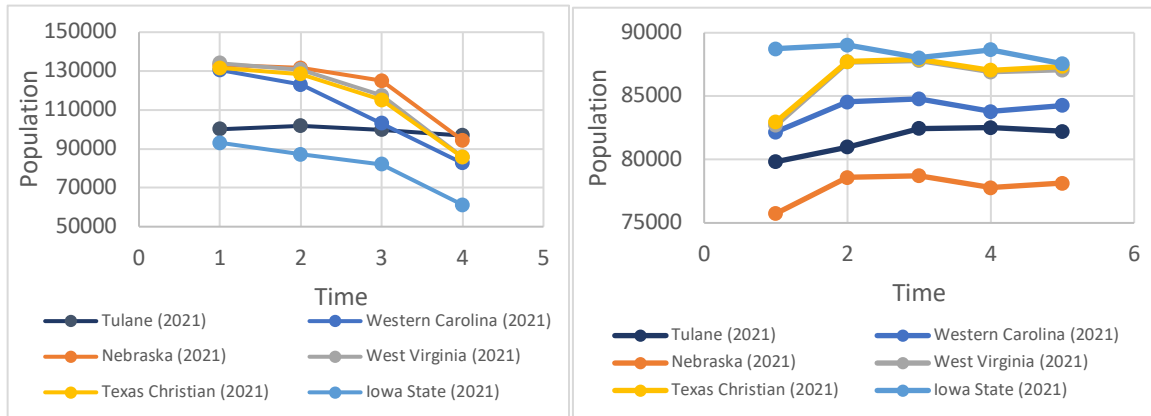 150000
130000
110000
90000
70000
50000
Population
0 1 2 3 4 5
Time
Tulane (2021) Western Carolina (2021)
Nebraska (2021) West Virginia (2021)
Texas Christian (2021) Iowa State (2021)
90000
85000
80000
75000
Population
0 2 4 6
Time
Tulane (2021) Western Carolina (2021)
Nebraska (2021) West Virginia (2021)
Texas Christian (2021) Iowa State (2021)